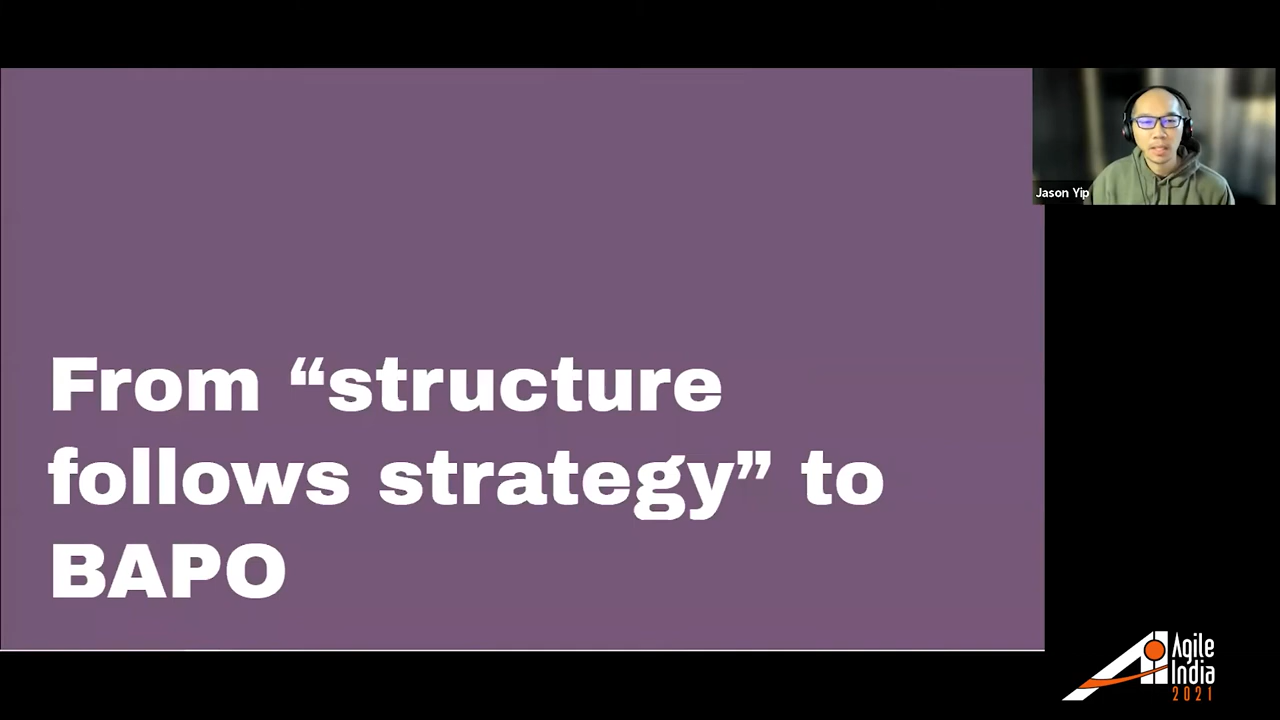 Jason Yip
From “structure
follows strategy” to
BAPO
Agile
India
2021